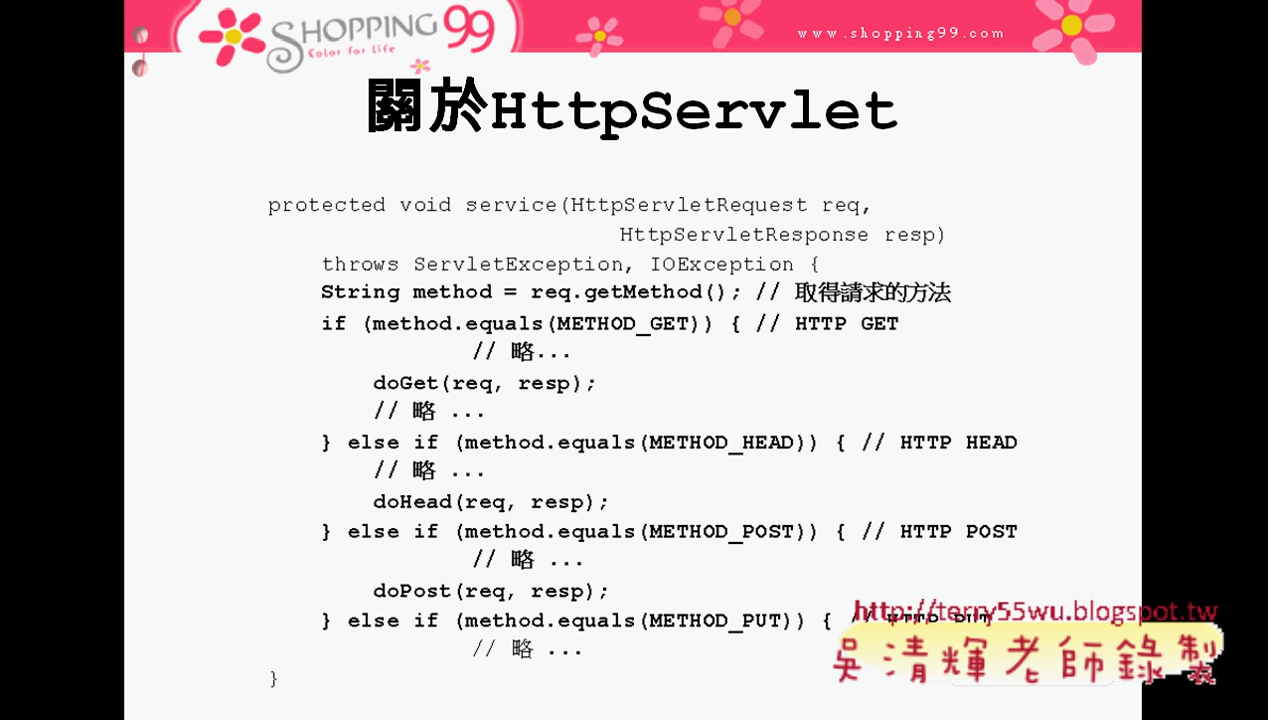 SHOPPING 99
Color for Life
www.shopping99.com
關於HttpServlet
protected void service(HttpServletRequest req,
HttpServletResponse resp)
throws ServletException, IOException {
String method = req.getMethod(); // 取得請求的方法
if (method.equals(METHOD_GET)) { // HTTP GET
// 略...
doGet(req, resp);
// 略 ...
} else if (method.equals(METHOD_HEAD)) { // HTTP HEAD
// 略 ...
doHead(req, resp);
} else if (method.equals(METHOD_POST)) { // HTTP POST
// 略 ...
doPost(req, resp);
} else if (method.equals(METHOD_PUT)) { // HTTP PUT
http://terry55wu.blogspot.tw
// 略 ...
吳清輝老師錄製
}